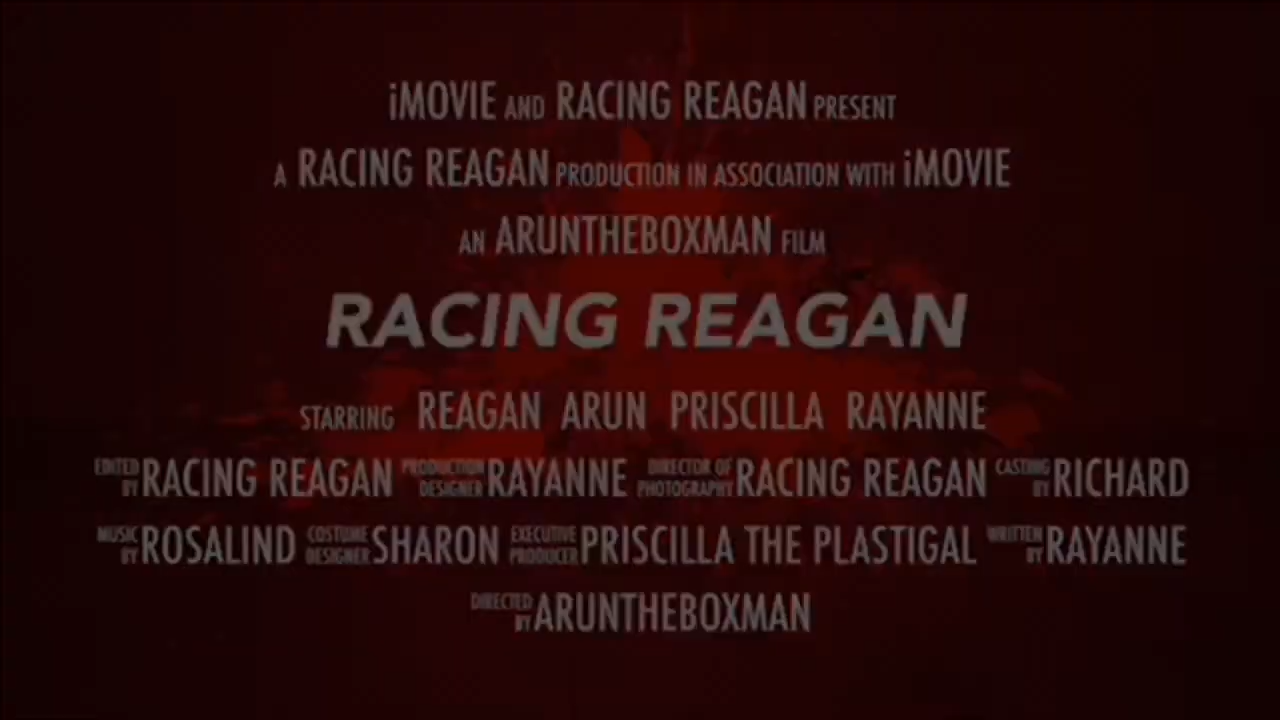 iMOVIE AND RACING REAGAN PRESENT
A RACING REAGAN PRODUCTION IN ASSOCIATION WITH iMOVIE
AN ARUNTHEBOXMAN FILM
RACING REAGAN
STARRING REAGAN ARUN PRISCILLA RAYANNE
EDITED BY RACING REAGAN PRODUCTION DESIGNER RAYANNE DIRECTOR OF PHOTOGRAPHY RACING REAGAN CASTING BY RICHARD
MUSIC BY ROSALIND COSTUME DESIGNER SHARON EXECUTIVE PRODUCER PRISCILLA THE PLASTIGAL WRITTEN BY RAYANNE
DIRECTED BY ARUNTHEBOXMAN